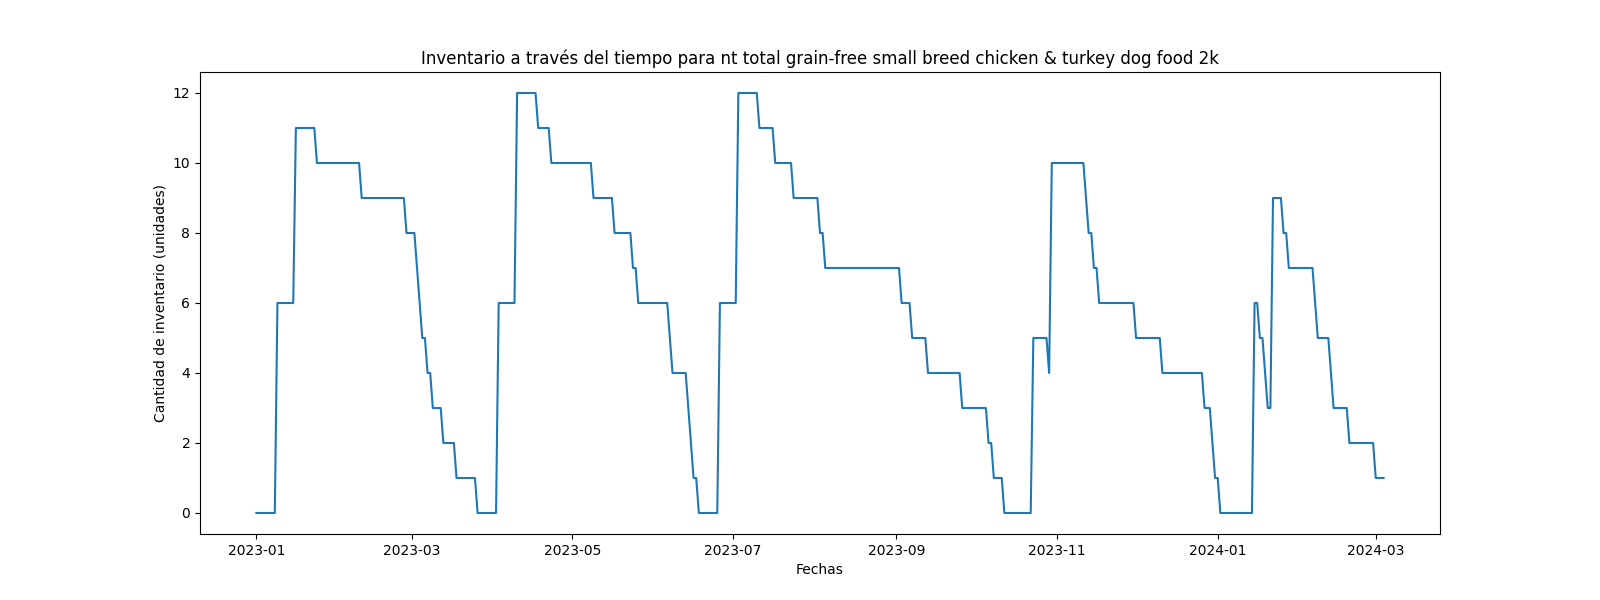 Inventario a través del tiempo para nt total grain-free small breed chicken & turkey dog food 2k
Cantidad de inventario (unidades)
12
10
8
6
4
2
0
2023-01 2023-03 2023-05 2023-07 2023-09 2023-11 2024-01 2024-03
Fechas